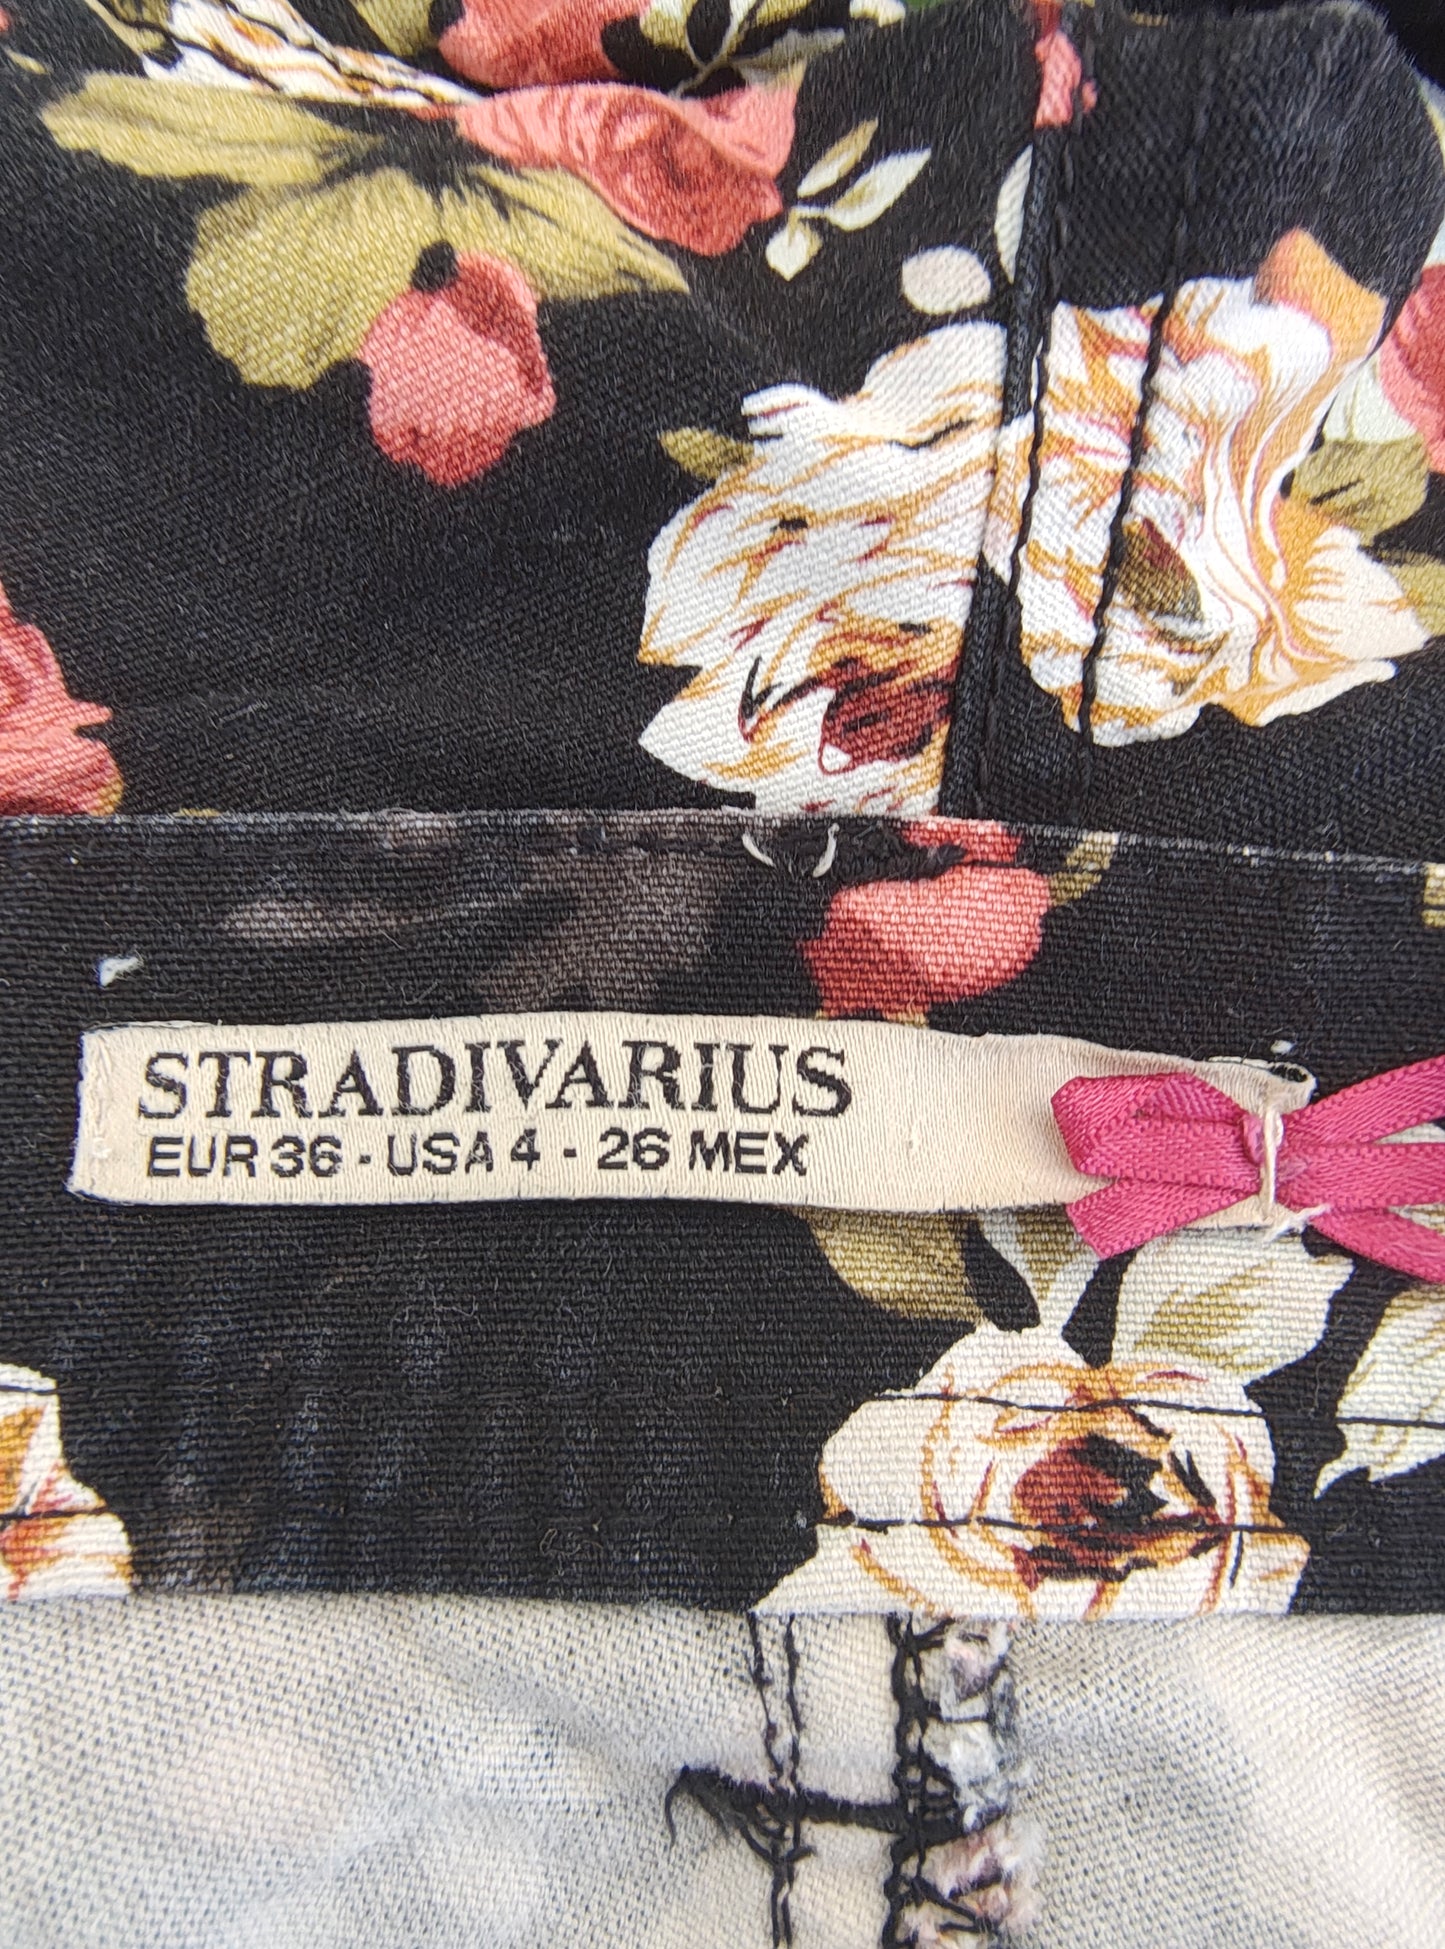 STRADIVARIUS
EUR 36 - USA 4 - 26 MEX